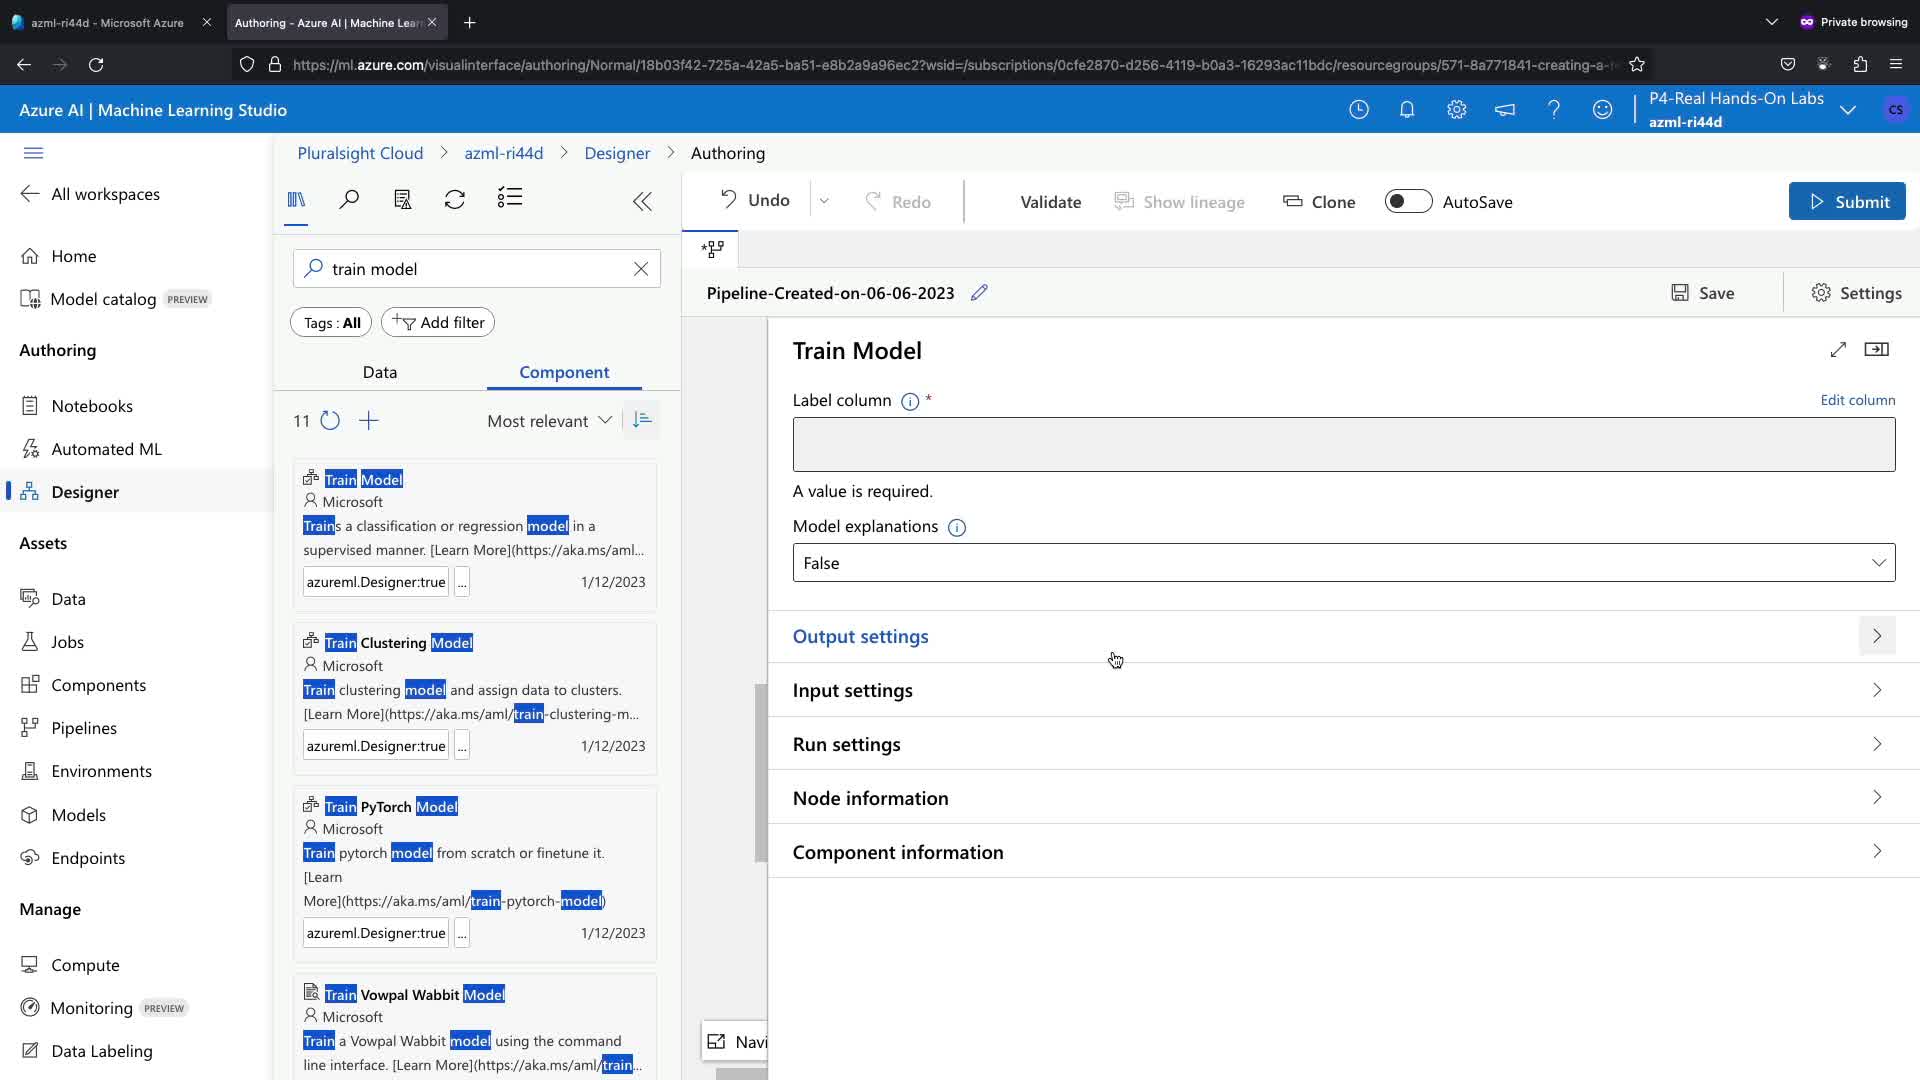 azml-ri44d - Microsoft Azure
Authoring - Azure AI | Machine Lear
Private browsing
https://ml.azure.com/visualinterface/authoring/Normal/18b03f42-725a-42a5-ba51-e8b2a9a96ec2?wsid=/subscriptions/0cfe2870-d256-4119-b0a3-16293ac11bdc/resourcegroups/571-8a771841-creating-a-
Azure AI | Machine Learning Studio
P4-Real Hands-On Labs
azml-ri44d
CS
All workspaces
Home
Model catalog PREVIEW
Authoring
Notebooks
Automated ML
Designer
Assets
Data
Jobs
Components
Pipelines
Environments
Models
Endpoints
Manage
Compute
Monitoring PREVIEW
Data Labeling
Pluralsight Cloud > azml-ri44d > Designer > Authoring
train model
Tags : All
Add filter
Data
Component
11
Most relevant
Train Model
Microsoft
Trains a classification or regression model in a
supervised manner. [Learn More](https://aka.ms/aml...
azureml.Designer:true
...
1/12/2023
Train Clustering Model
Microsoft
Train clustering model and assign data to clusters.
[Learn More](https://aka.ms/aml/train-clustering-m...
azureml.Designer:true
...
1/12/2023
Train PyTorch Model
Microsoft
Train pytorch model from scratch or finetune it.
[Learn
More](https://aka.ms/aml/train-pytorch-model)
azureml.Designer:true
...
1/12/2023
Train Vowpal Wabbit Model
Microsoft
Train a Vowpal Wabbit model using the command
line interface. [Learn More](https://aka.ms/aml/train...
Undo
Redo
Validate
Show lineage
Clone
AutoSave
Submit
Pipeline-Created-on-06-06-2023
Save
Settings
Navi
Train Model
Label column *
Edit column
A value is required.
Model explanations
False
Output settings
Input settings
Run settings
Node information
Component information